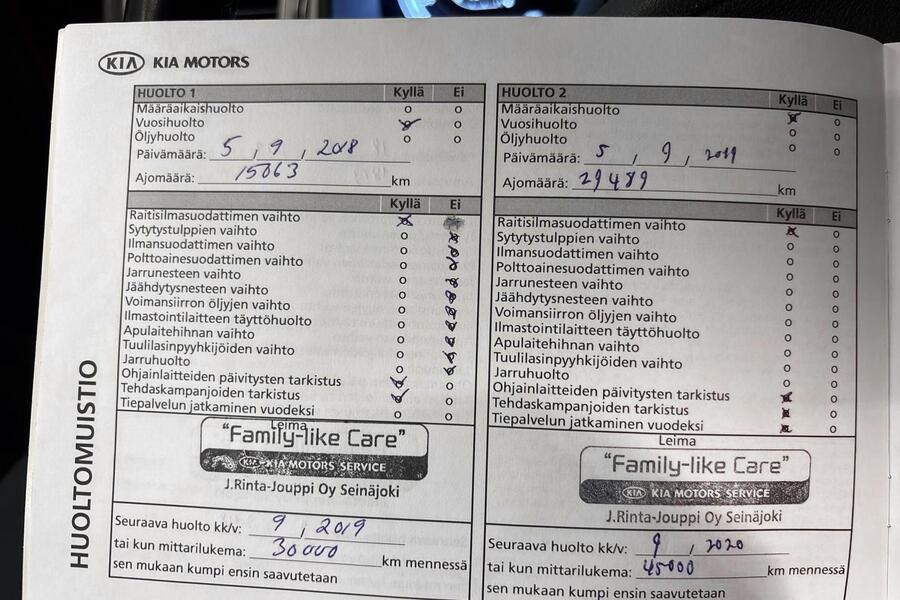 KIA KIA MOTORS
HUOLTO 1 Kyllä Ei
Määräaikaishuolto o o
Vuosihuolto o
Öljyhuolto o o
Päivämäärä: 5, 9, 2018
Ajomäärä: 15063 km
Kyllä Ei
Raitisilmasuodattimen vaihto
Sytytystulppien vaihto o
Ilmansuodattimen vaihto o
Polttoainesuodattimen vaihto o
Jarrunesteen vaihto o
Jäähdytysnesteen vaihto o
Voimansiirron öljyjen vaihto o
Ilmastointilaitteen täyttöhuolto o
Apulaitehihnan vaihto o
Tuulilasinpyyhkijöiden vaihto o
Jarruhuolto o
Ohjainlaitteiden päivitysten tarkistus o
Tehdaskampanjoiden tarkistus o
Tiepalvelun jatkaminen vuodeksi o o
Leima
"Family-like Care"
KIA KIA MOTORS SERVICE
J.Rinta-Jouppi Oy Seinäjoki
Seuraava huolto kk/v: 9, 2019
tai kun mittarilukema: 30000 km mennessä
sen mukaan kumpi ensin saavutetaan
HUOLTO 2 Kyllä Ei
Määräaikaishuolto o
Vuosihuolto o o
Öljyhuolto o o
Päivämäärä: 5, 9, 2019
Ajomäärä: 29489 km
Kyllä Ei
Raitisilmasuodattimen vaihto o
Sytytystulppien vaihto o o
Ilmansuodattimen vaihto o o
Polttoainesuodattimen vaihto o o
Jarrunesteen vaihto o o
Jäähdytysnesteen vaihto o o
Voimansiirron öljyjen vaihto o o
Ilmastointilaitteen täyttöhuolto o o
Apulaitehihnan vaihto o o
Tuulilasinpyyhkijöiden vaihto o o
Jarruhuolto o o
Ohjainlaitteiden päivitysten tarkistus o
Tehdaskampanjoiden tarkistus o
Tiepalvelun jatkaminen vuodeksi o
Leima
"Family-like Care"
KIA KIA MOTORS SERVICE
J.Rinta-Jouppi Oy Seinäjoki
Seuraava huolto kk/v: 9, 2020
tai kun mittarilukema: 45000 km mennessä
sen mukaan kumpi ensin saavutetaan
HUOLTOMUISTIO